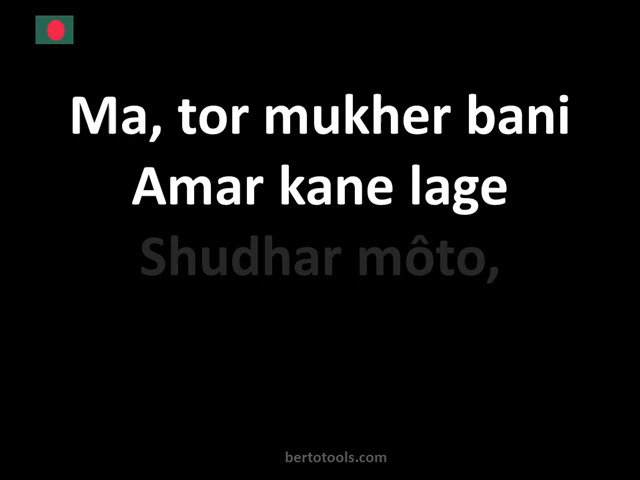 Ma, tor mukher bani
Amar kane lage
Shudhar môto,
bertotools.com